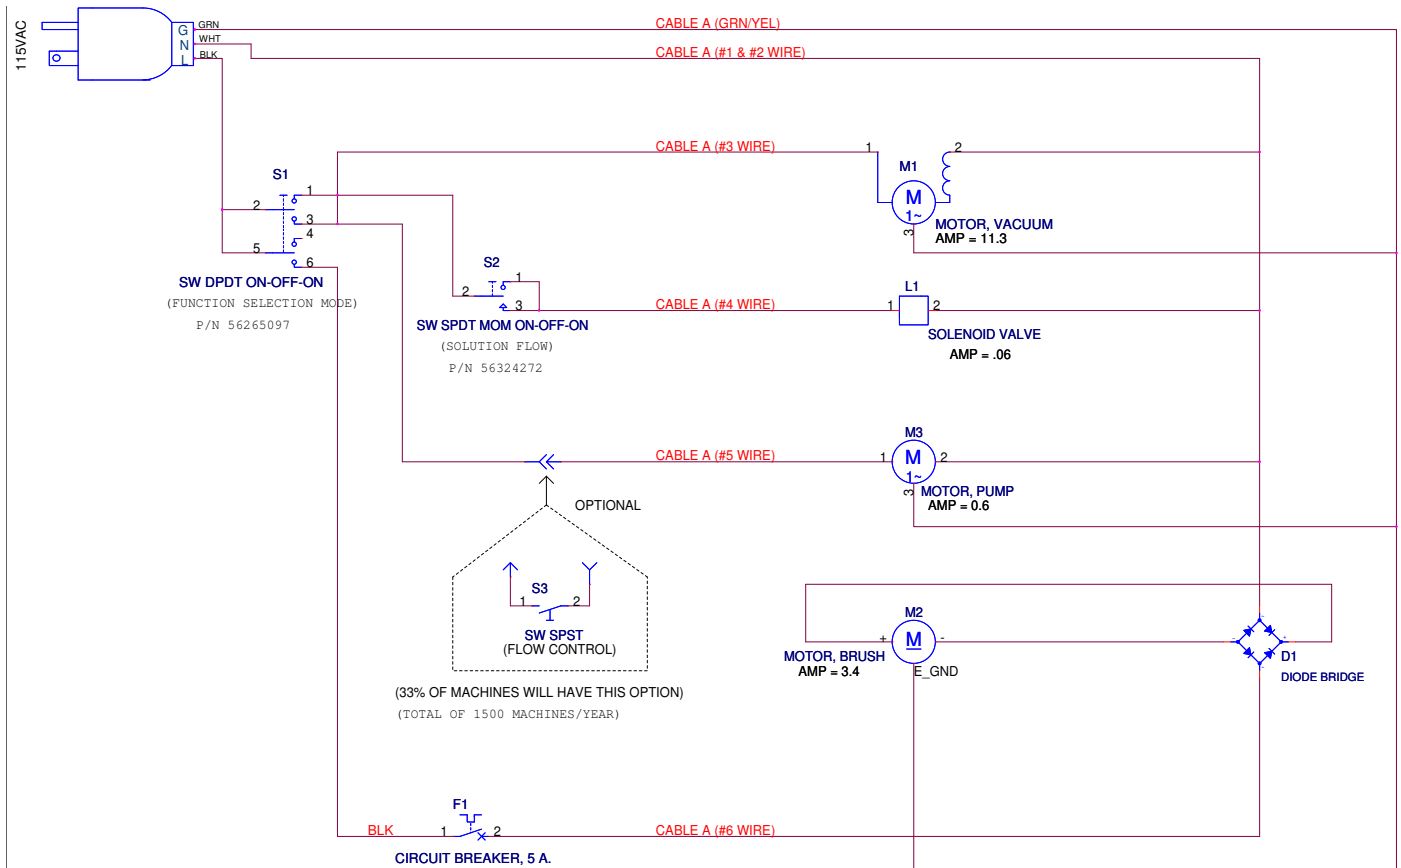 115VAC
G
N
L
GRN
WHT
BLK
CABLE A (GRN/YEL)
CABLE A (#1 & #2 WIRE)
CABLE A (#3 WIRE)
1
2
M1
M
1~
3
MOTOR, VACUUM
AMP = 11.3
S1
1
2
3
4
5
6
SW DPDT ON-OFF-ON
(FUNCTION SELECTION MODE)
P/N 56265097
S2
1
2
3
SW SPDT MOM ON-OFF-ON
(SOLUTION FLOW)
P/N 56324272
CABLE A (#4 WIRE)
L1
1
2
SOLENOID VALVE
AMP = .06
CABLE A (#5 WIRE)
M3
1
M
2
1~
3
MOTOR, PUMP
AMP = 0.6
OPTIONAL
S3
1
2
SW SPST
(FLOW CONTROL)
(33% OF MACHINES WILL HAVE THIS OPTION)
(TOTAL OF 1500 MACHINES/YEAR)
M2
+
M
-
MOTOR, BRUSH
AMP = 3.4
E_GND
D1
DIODE BRIDGE
F1
BLK
1
2
CABLE A (#6 WIRE)
CIRCUIT BREAKER, 5 A.